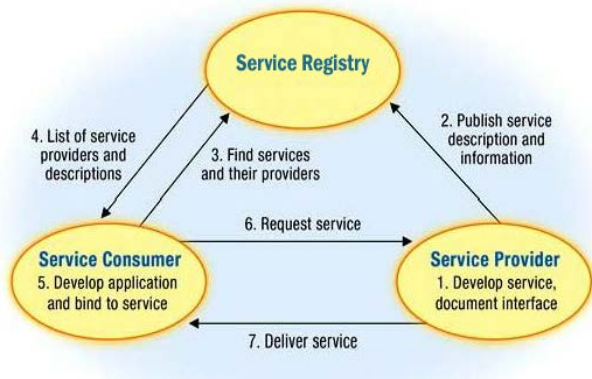 Service Registry
4. List of service
providers and
descriptions
3. Find services
and their providers
2. Publish service
description and
information
6. Request service
Service Consumer
5. Develop application
and bind to service
Service Provider
1. Develop service,
document interface
7. Deliver service